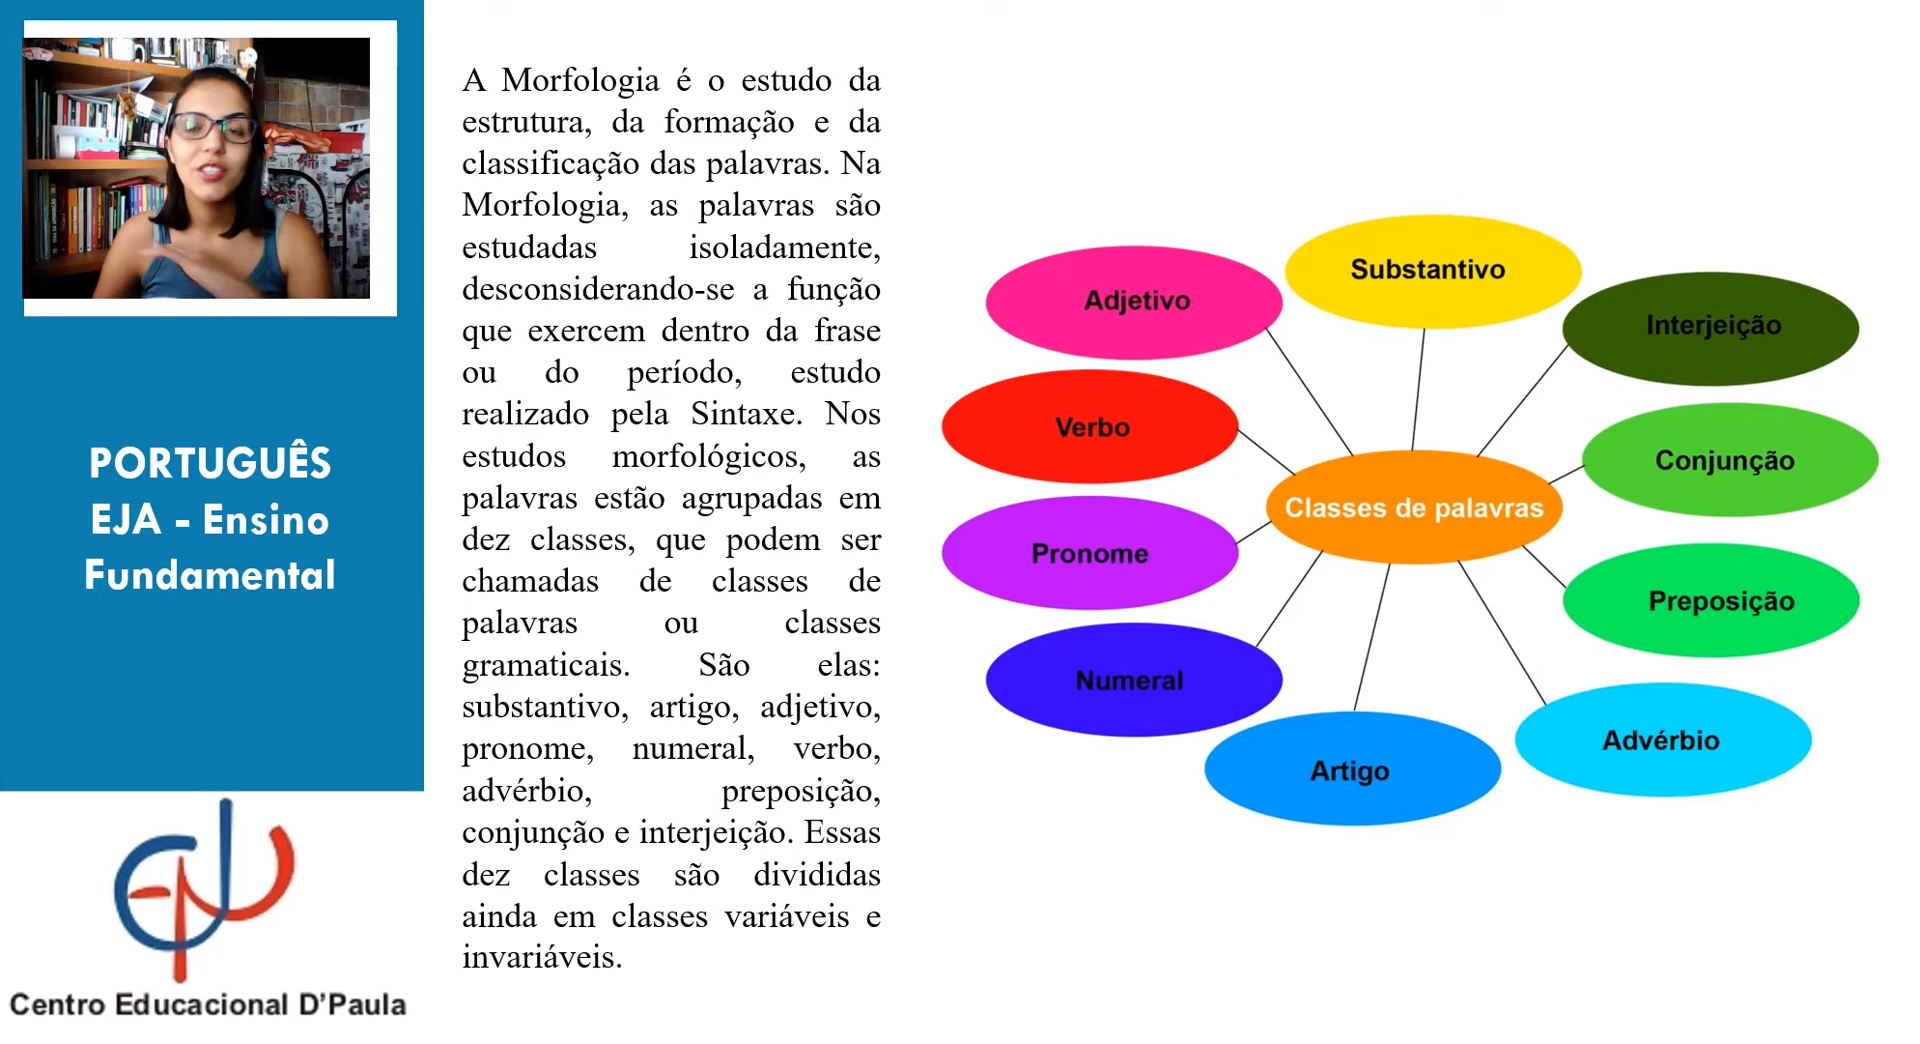 PORTUGUÊS
EJA - Ensino
Fundamental
Centro Educacional D'Paula
A Morfologia é o estudo da
estrutura, da formação e da
classificação das palavras. Na
Morfologia, as palavras são
estudadas isoladamente,
desconsiderando-se a função
que exercem dentro da frase
ou do período, estudo
realizado pela Sintaxe. Nos
estudos morfológicos, as
palavras estão agrupadas em
dez classes, que podem ser
chamadas de classes de
palavras ou classes
gramaticais. São elas:
substantivo, artigo, adjetivo,
pronome, numeral, verbo,
advérbio, preposição,
conjunção e interjeição. Essas
dez classes são divididas
ainda em classes variáveis e
invariáveis.
Substantivo
Adjetivo
Interjeição
Verbo
Conjunção
Classes de palavras
Pronome
Preposição
Numeral
Advérbio
Artigo